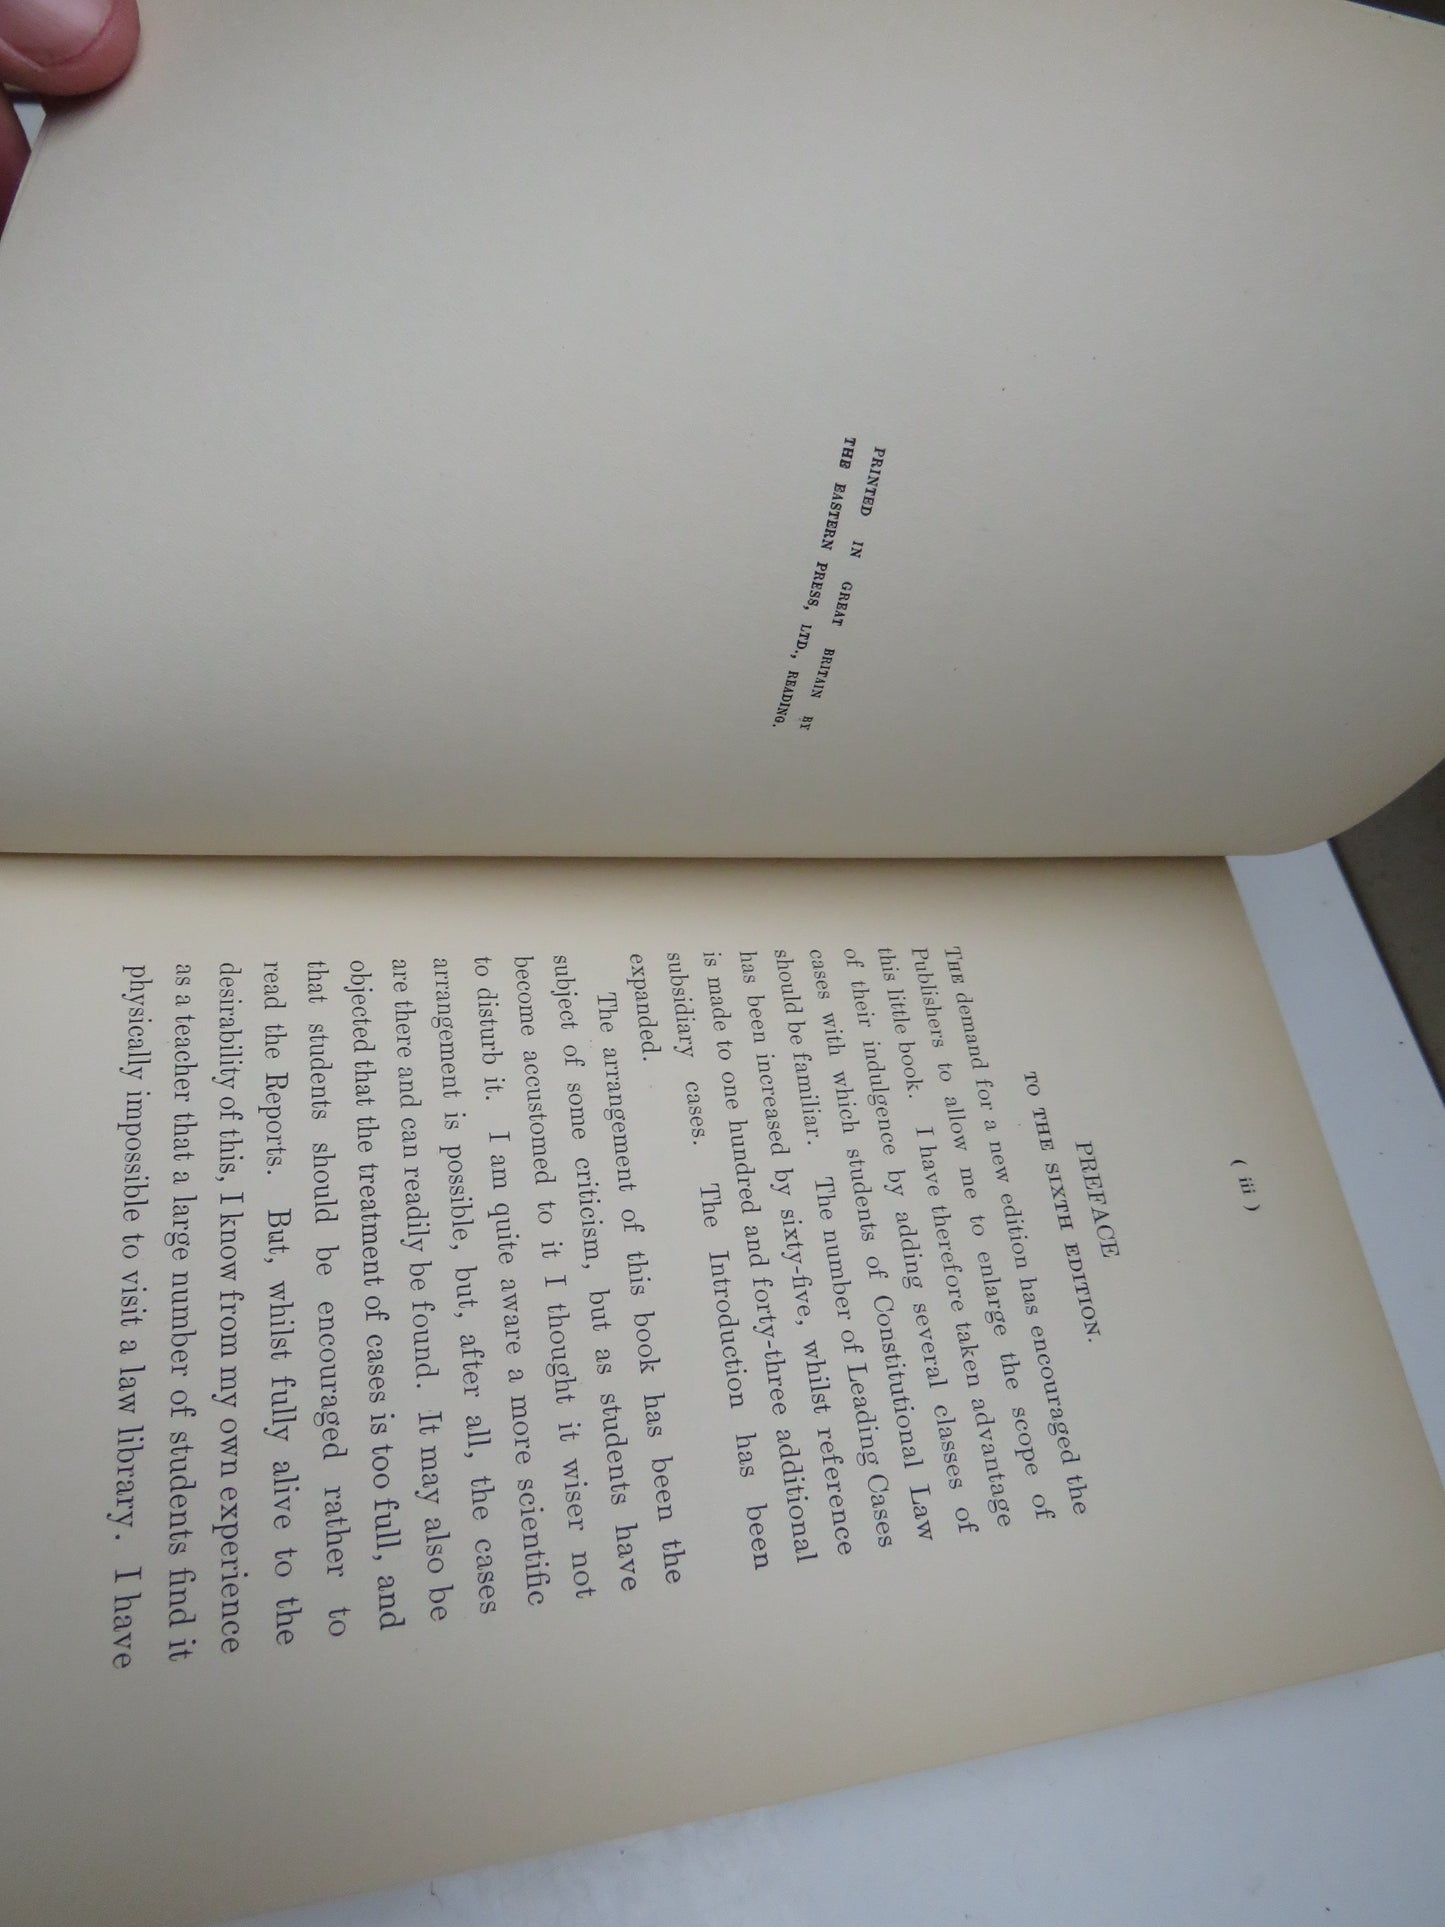 PRINTED IN GREAT BRITAIN BY
THE EASTERN PRESS, LTD., READING.
( iii )
PREFACE
TO THE SIXTH EDITION.
THE demand for a new edition has encouraged the
Publishers to allow me to enlarge the scope of
this little book. I have therefore taken advantage
of their indulgence by adding several classes of
cases with which students of Constitutional Law
should be familiar. The number of Leading Cases
has been increased by sixty-five, whilst reference
is made to one hundred and forty-three additional
subsidiary cases. The Introduction has been
expanded.
The arrangement of this book has been the
subject of some criticism, but as students have
become accustomed to it I thought it wiser not
to disturb it. I am quite aware a more scientific
arrangement is possible, but, after all, the cases
are there and can readily be found. It may also be
objected that the treatment of cases is too full, and
that students should be encouraged rather to
read the Reports. But, whilst fully alive to the
desirability of this, I know from my own experience
as a teacher that a large number of students find it
physically impossible to visit a law library. I have